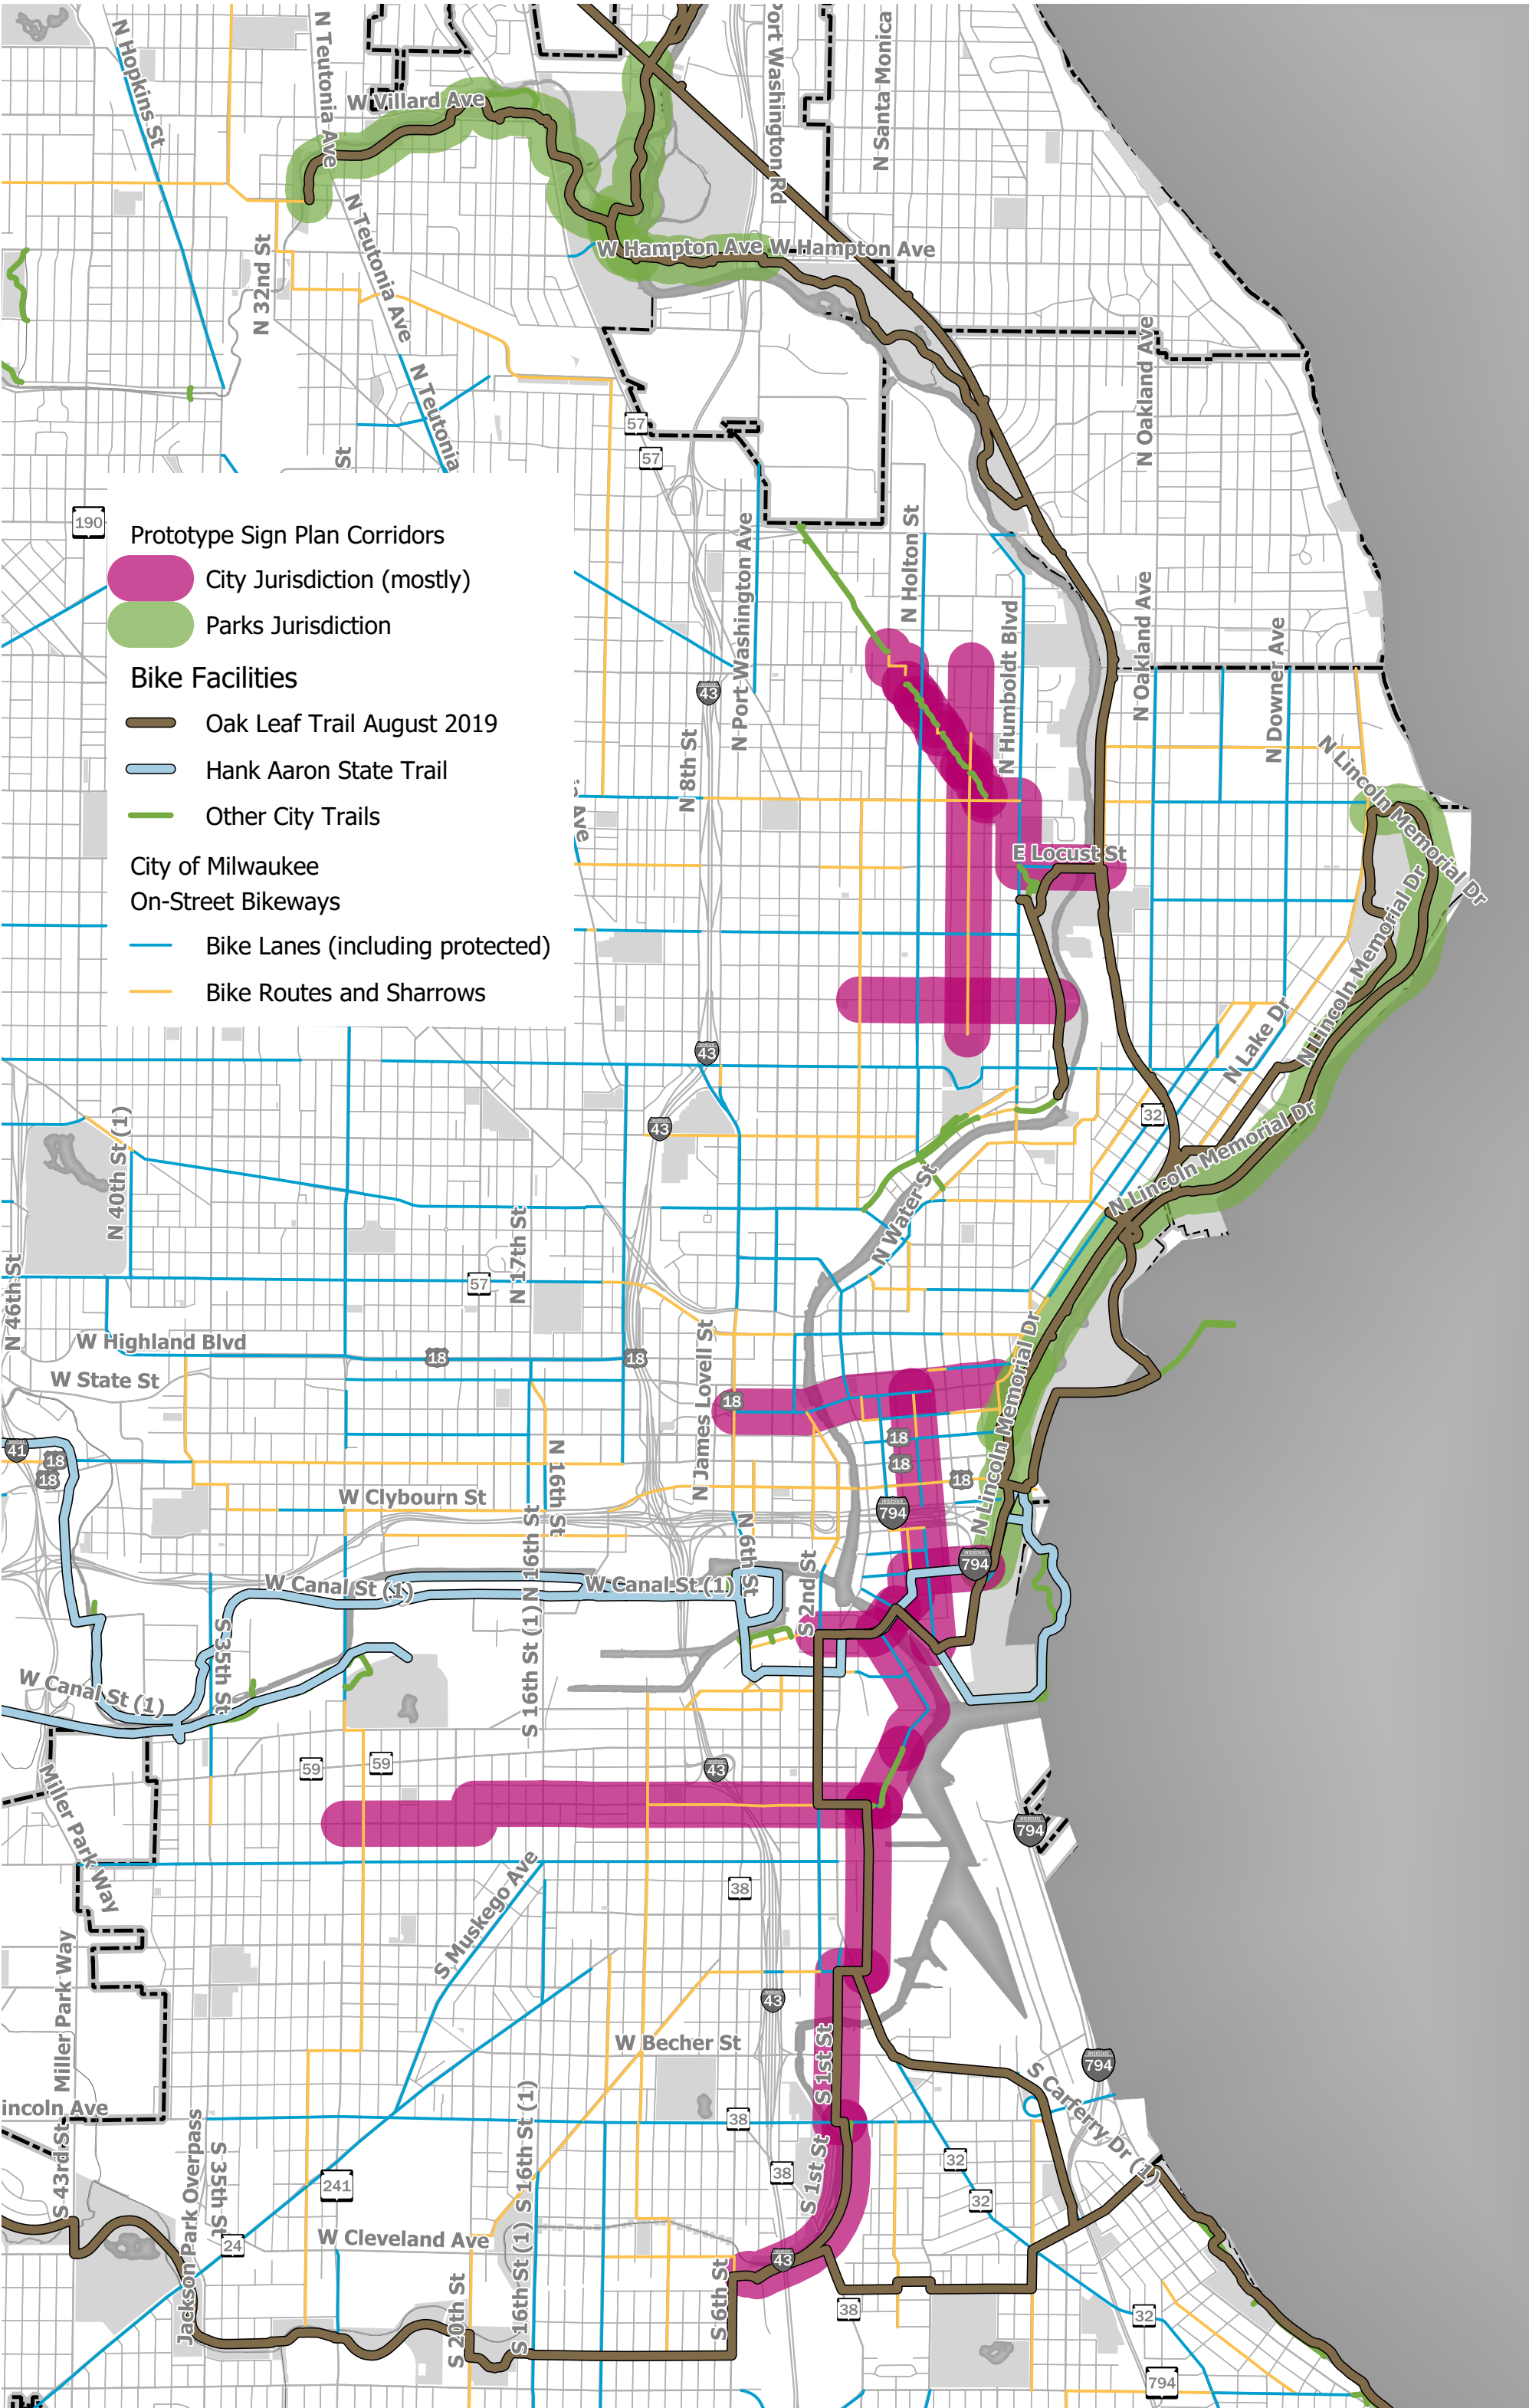 N Hopkins St
N Teutonia Ave
Port Washington Rd
N Santa Monica
W Villard Ave
N Teutonia Ave
N 32nd St
W Hampton Ave
W Hampton Ave
N Teutonia
N Oakland Ave
57
57
St
190
N Port Washington Ave
N Holton St
N Humboldt Blvd
N Oakland Ave
N Downer Ave
Prototype Sign Plan Corridors
City Jurisdiction (mostly)
Parks Jurisdiction
Bike Facilities
Oak Leaf Trail August 2019
Hank Aaron State Trail
Other City Trails
City of Milwaukee
On-Street Bikeways
Bike Lanes (including protected)
Bike Routes and Sharrows
43
N 8th St
Ave
N Lincoln Memorial Dr
E Locust St
N Lincoln Memorial Dr
43
N Lake Dr
43
32
N 40th St (1)
N Lincoln Memorial Dr
N Water St
N 17th St
57
N 46th St
W Highland Blvd
18
18
W State St
N James Lovell St
18
N Lincoln Memorial Dr
41
18
18
18
18
18
N 16th St
W Clybourn St
794
N 16th St
N 6th St
794
W Canal St (1)
W Canal St (1)
S 2nd St
S 35th St
S 16th St (1)
W Canal St (1)
59
59
43
Miller Park Way
794
S Muskego Ave
38
Miller Park Way
43
W Becher St
S 1st St
794
S Carferry Dr (1)
incoln Ave
38
S 43rd St
Jackson Park Overpass
S 35th St
S 16th St (1)
241
38
S 1st St
32
32
24
W Cleveland Ave
43
S 20th St
S 16th St (1)
S 6th St
38
32
794